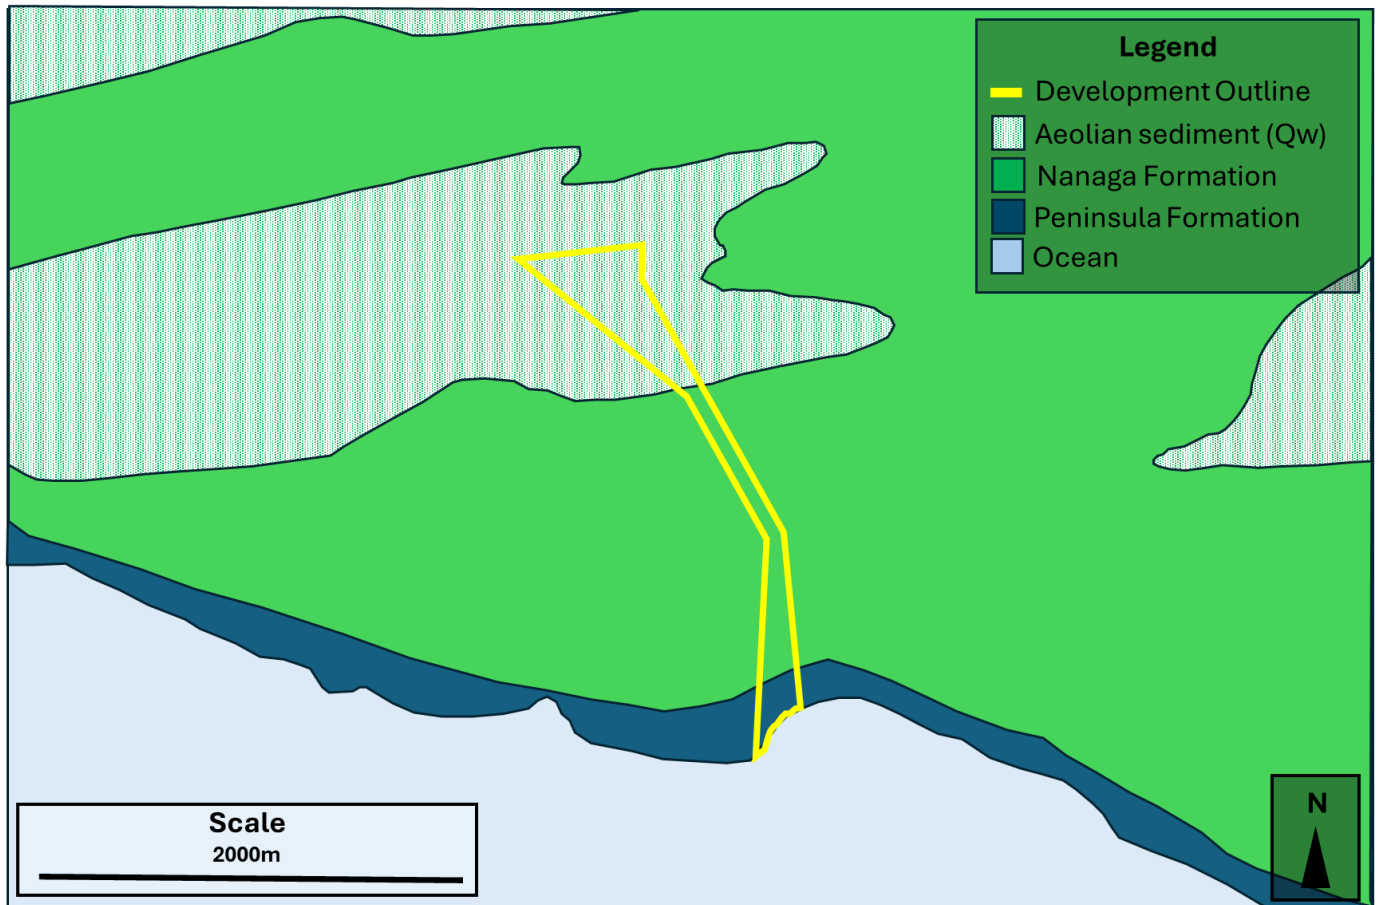 Legend
Development Outline
Aeolian sediment (Qw)
Nanaga Formation
Peninsula Formation
Ocean
Scale
2000m
N